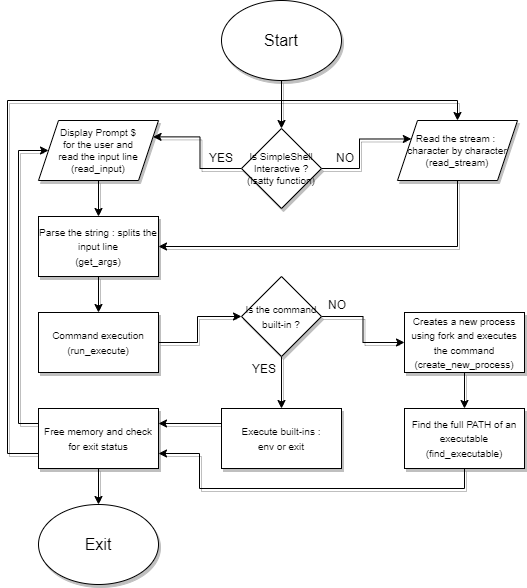 Start
Display Prompt $
for the user and
read the input line
(read_input)
YES
Is SimpleShell
Interactive ?
(Isatty function)
NO
Read the stream :
character by character
(read_stream)
Parse the string : splits the
input line
(get_args)
Command execution
(run_execute)
Is the command
built-in ?
NO
YES
Creates a new process
using fork and executes
the command
(create_new_process)
Free memory and check
for exit status
Execute built-ins :
env or exit
Find the full PATH of an
executable
(find_executable)
Exit